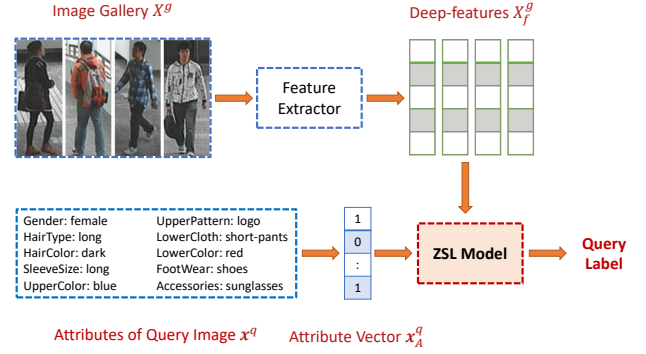 Image Gallery X^g
Deep-features X_f^g
Feature
Extractor
Gender: female
HairType: long
HairColor: dark
SleeveSize: long
UpperColor: blue
UpperPattern: logo
LowerCloth: short-pants
LowerColor: red
FootWear: shoes
Accessories: sunglasses
1
0
:
1
ZSL Model
Query
Label
Attributes of Query Image x^q
Attribute Vector x_A^q